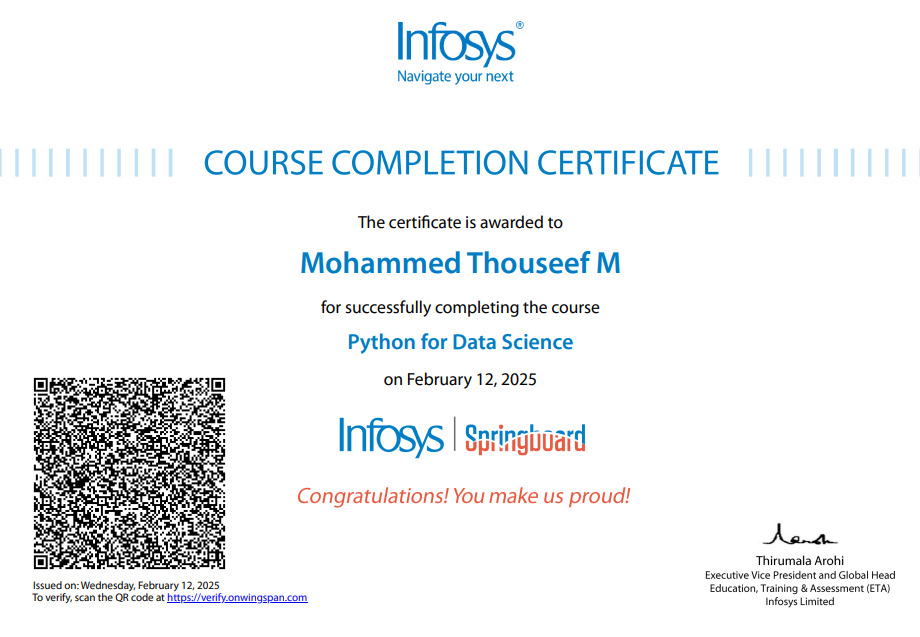 Infosys®
Navigate your next
COURSE COMPLETION CERTIFICATE
The certificate is awarded to
Mohammed Thouseef M
for successfully completing the course
Python for Data Science
on February 12, 2025
Infosys | Springboard
Congratulations! You make us proud!
Issued on: Wednesday, February 12, 2025
To verify, scan the QR code at https://verify.onwingspan.com
Thirumala Arohi
Executive Vice President and Global Head
Education, Training & Assessment (ETA)
Infosys Limited